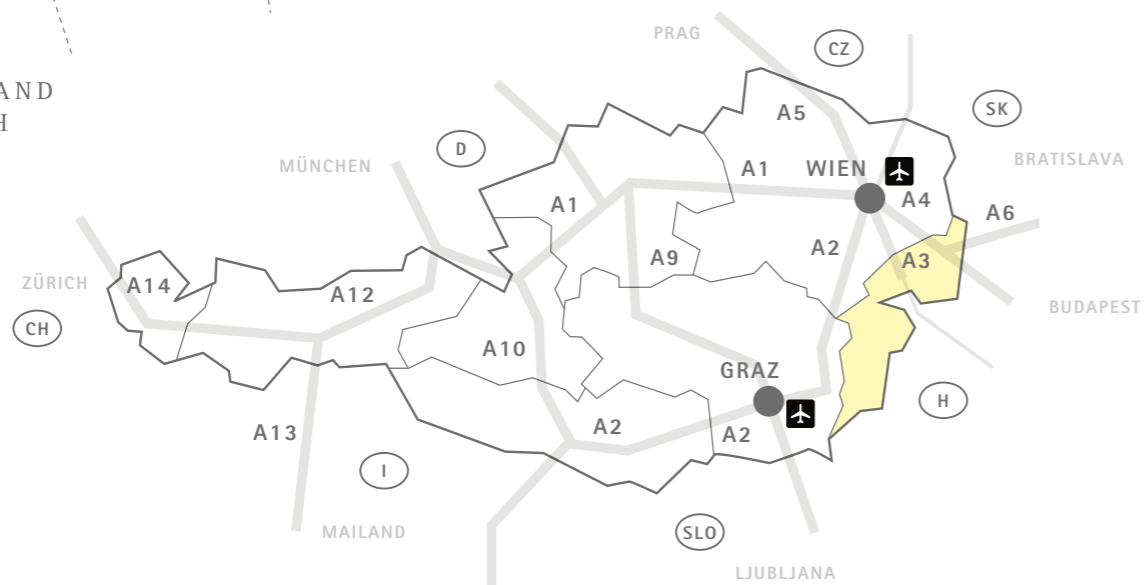 PRAG
CZ
AND
H
SK
A5
D
BRATISLAVA
MÜNCHEN
A1
WIEN
A1
A4
A6
A2
A9
A3
ZÜRICH
A14
A12
BUDAPEST
CH
A10
GRAZ
H
A13
A2
A2
I
MAILAND
SLO
LJUBLJANA